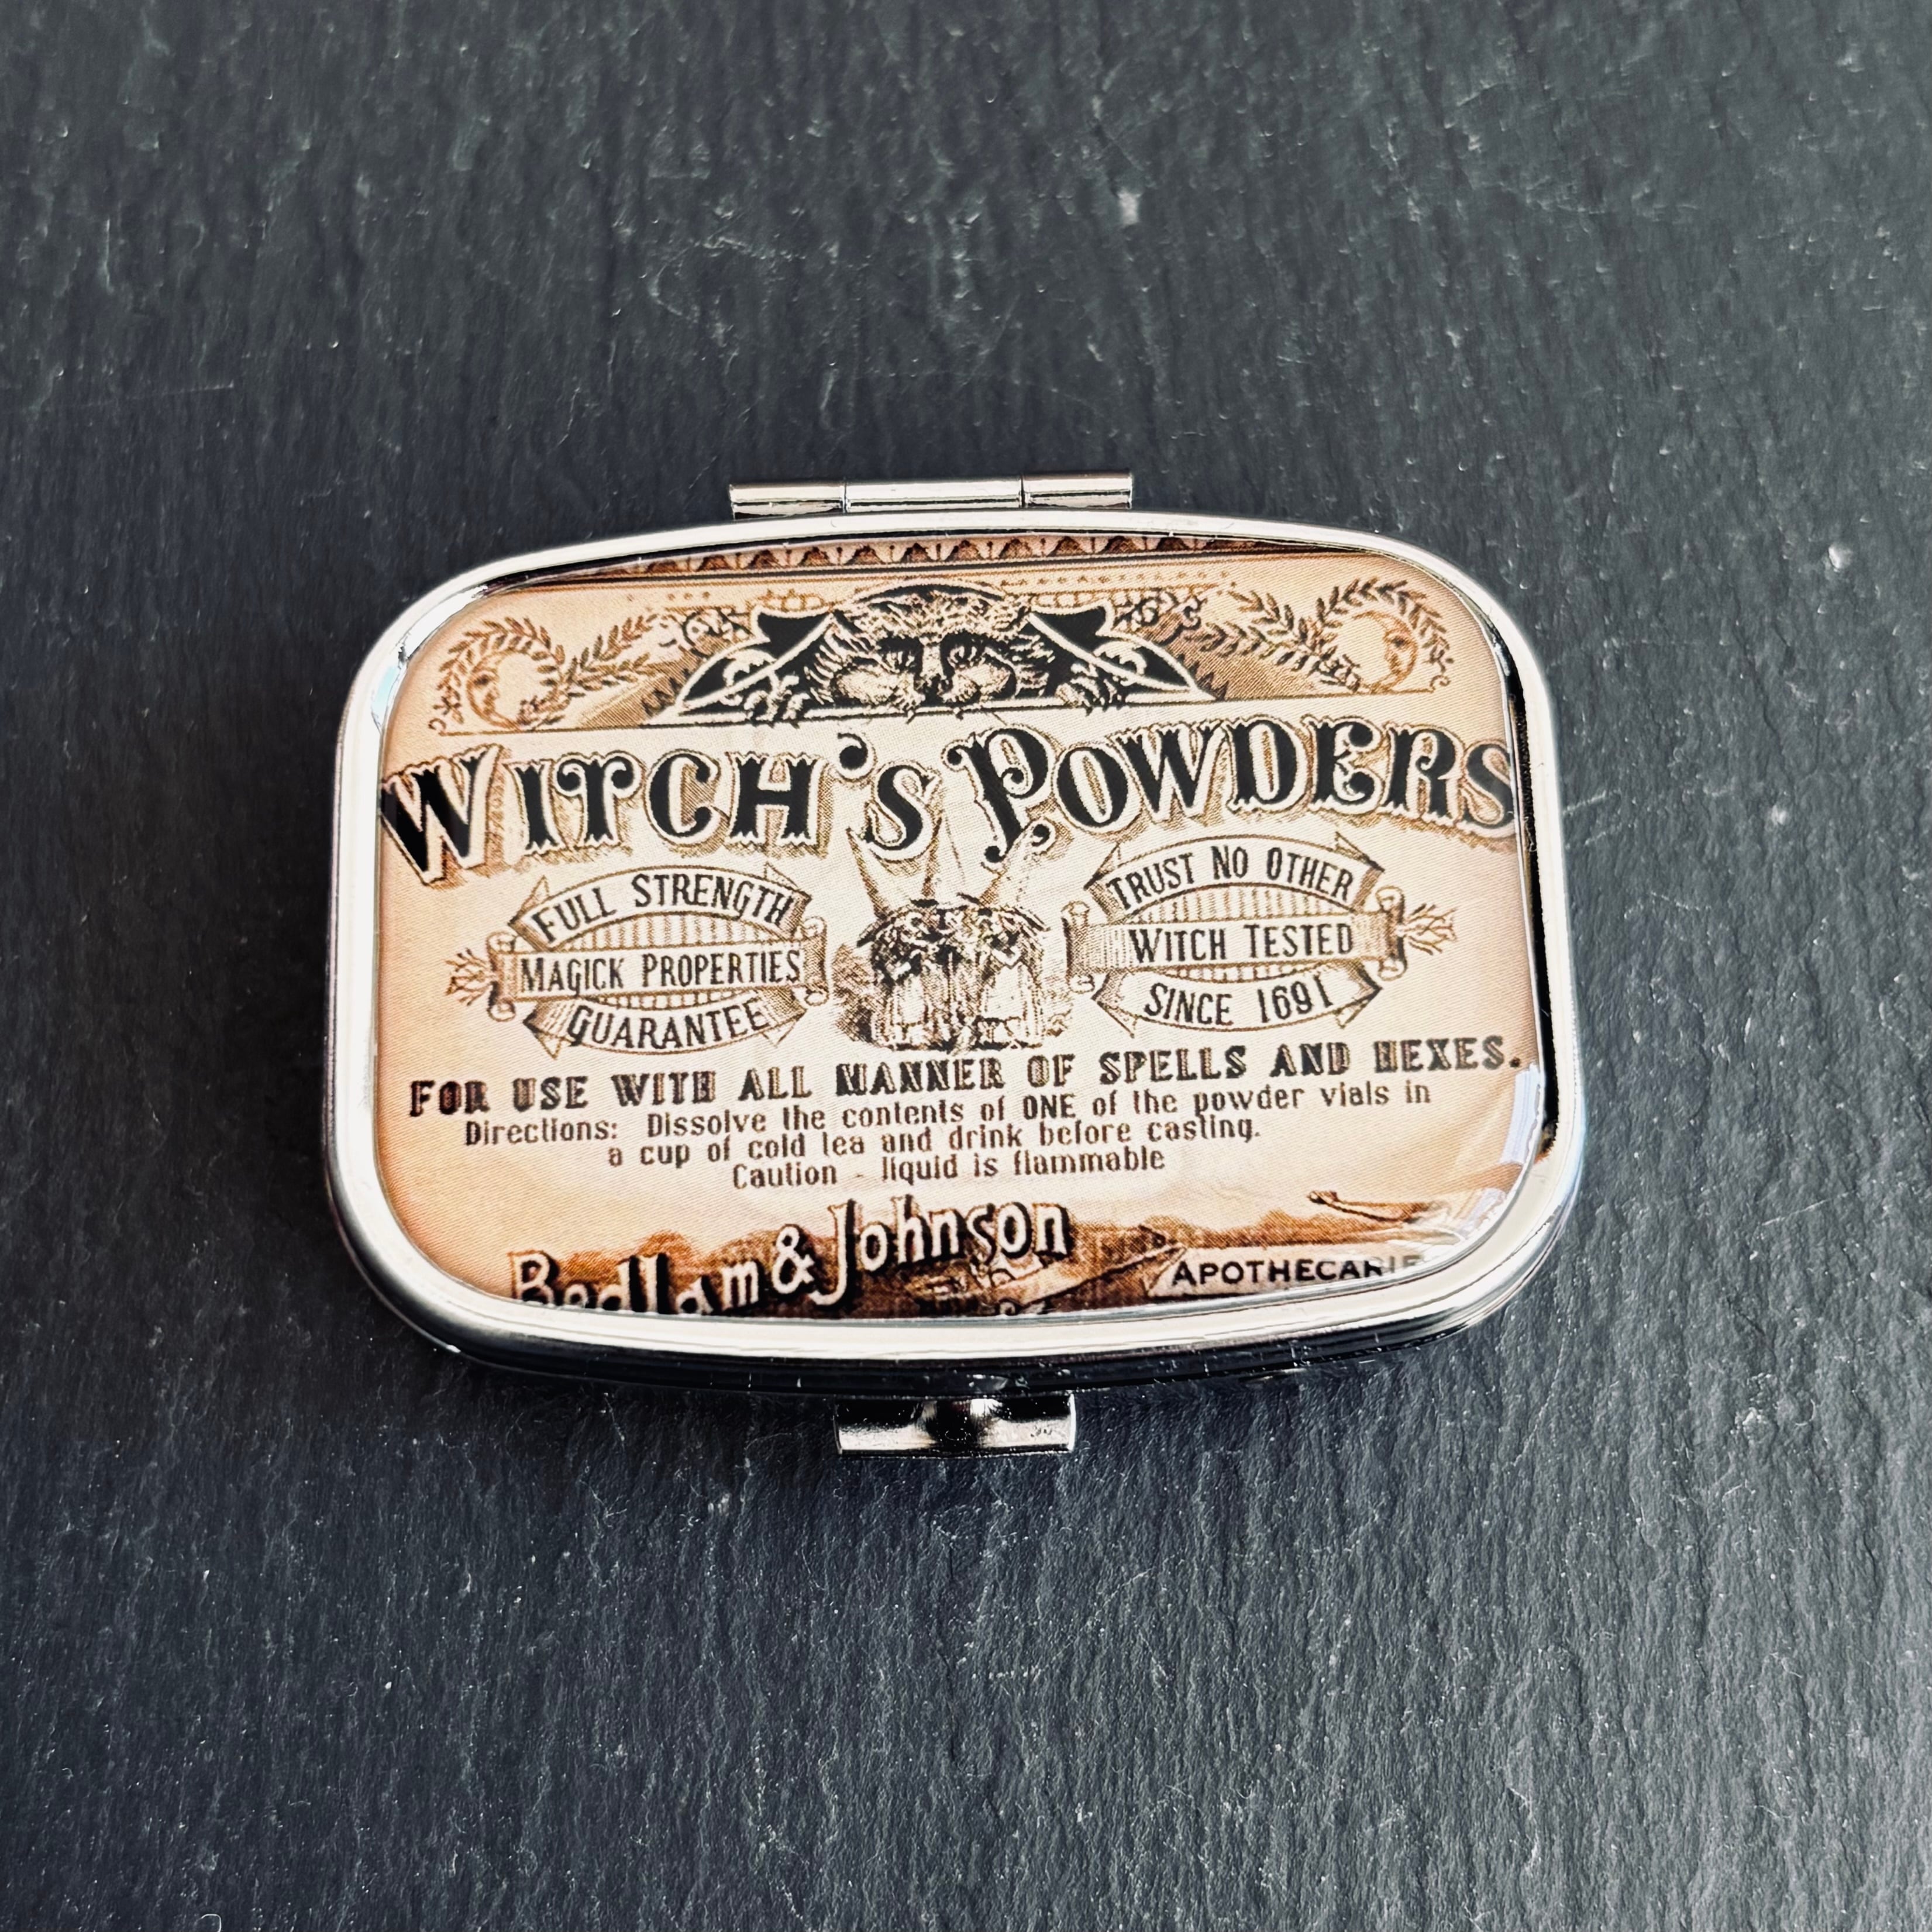 WITCH'S POWDERS
FULL STRENGTH
MAGICK PROPERTIES
GUARANTEE
TRUST NO OTHER
WITCH TESTED
SINCE 1691
FOR USE WITH ALL MANNER OF SPELLS AND HEXES.
Directions: Dissolve the contents of ONE of the powder vials in
a cup of cold tea and drink before casting.
Caution - liquid is flammable
Bedlam & Johnson
APOTHECARIE